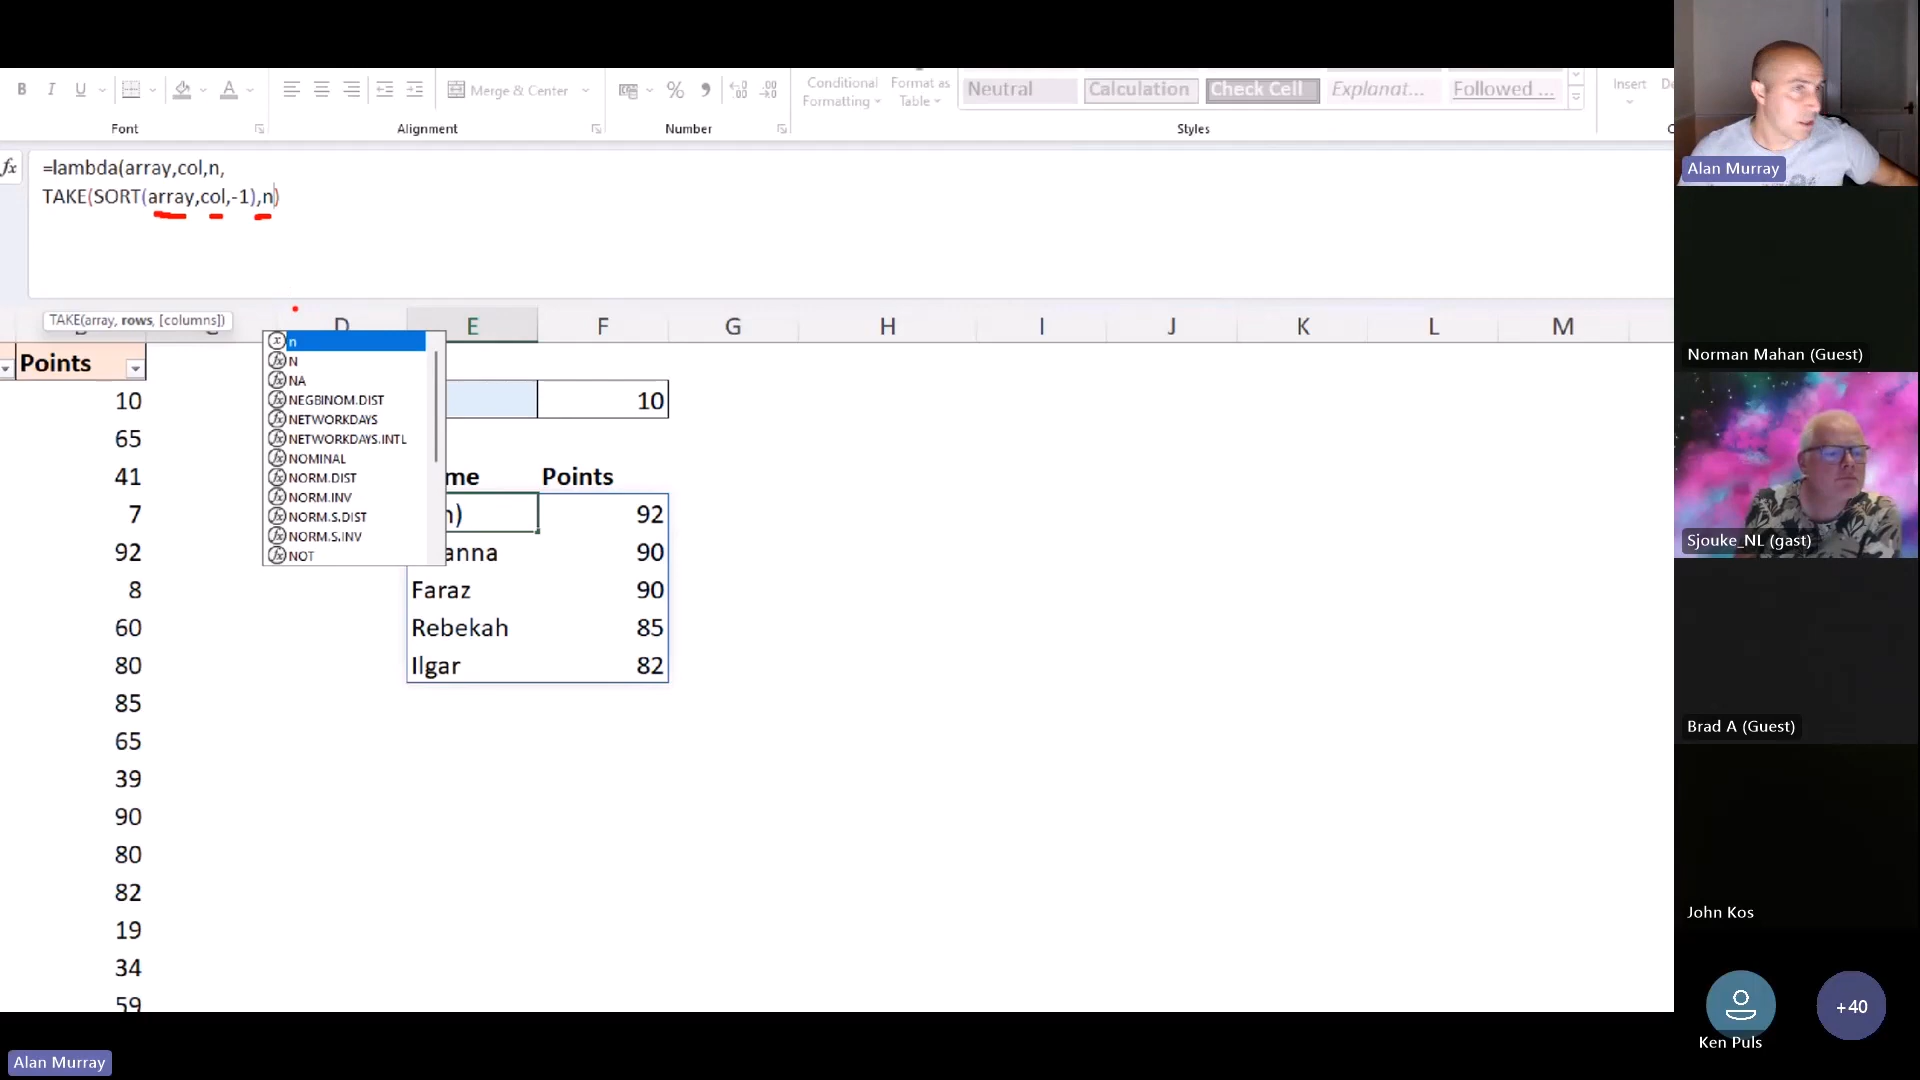 B I U Merge & Center % Conditional Formatting Format as Table Neutral Calculation Check Cell Explanat... Followed ... Insert
Font Alignment Number Styles
fx =lambda(array,col,n,
TAKE(SORT(array,col,-1),n)
TAKE(array, rows, [columns])
D E F G H I J K L M
Points
10
65
41
7
92
8
60
80
85
65
39
90
80
82
19
34
59
n
N
NA
NEGBINOM.DIST
NETWORKDAYS
NETWORKDAYS.INTL
NOMINAL
NORM.DIST
NORM.INV
NORM.S.DIST
NORM.S.INV
NOT
10
me Points
n) 92
anna 90
Faraz 90
Rebekah 85
Ilgar 82
Alan Murray
Norman Mahan (Guest)
Sjouke_NL (gast)
Brad A (Guest)
John Kos
+40
Ken Puls
Alan Murray